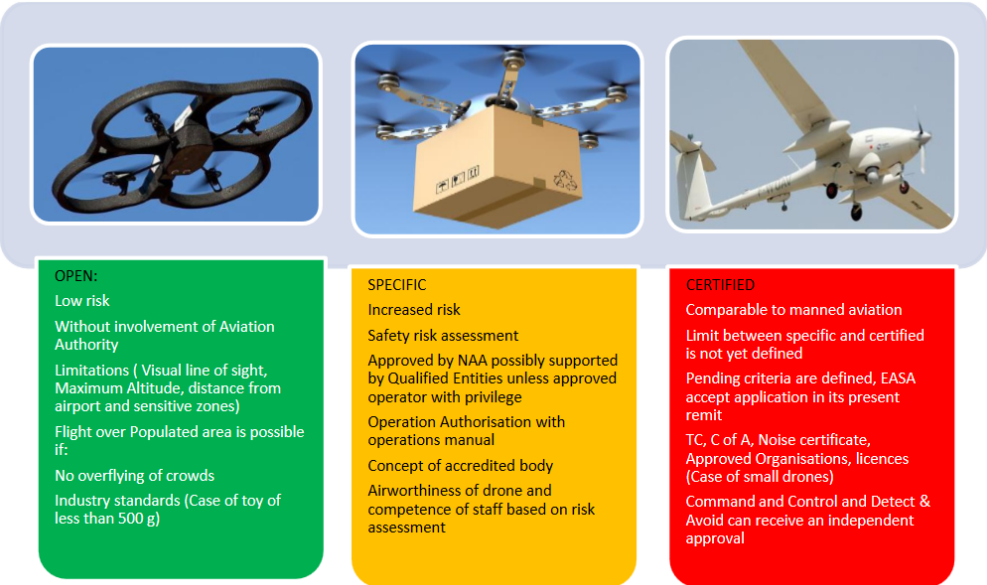 OPEN:
Low risk
Without involvement of Aviation
Authority
Limitations ( Visual line of sight,
Maximum Altitude, distance from
airport and sensitive zones)
Flight over Populated area is possible
if:
No overflying of crowds
Industry standards (Case of toy of
less than 500 g)
SPECIFIC
Increased risk
Safety risk assessment
Approved by NAA possibly supported
by Qualified Entities unless approved
operator with privilege
Operation Authorisation with
operations manual
Concept of accredited body
Airworthiness of drone and
competence of staff based on risk
assessment
CERTIFIED
Comparable to manned aviation
Limit between specific and certified
is not yet defined
Pending criteria are defined, EASA
accept application in its present
remit
TC, C of A, Noise certificate,
Approved Organisations, licences
(Case of small drones)
Command and Control and Detect &
Avoid can receive an independent
approval